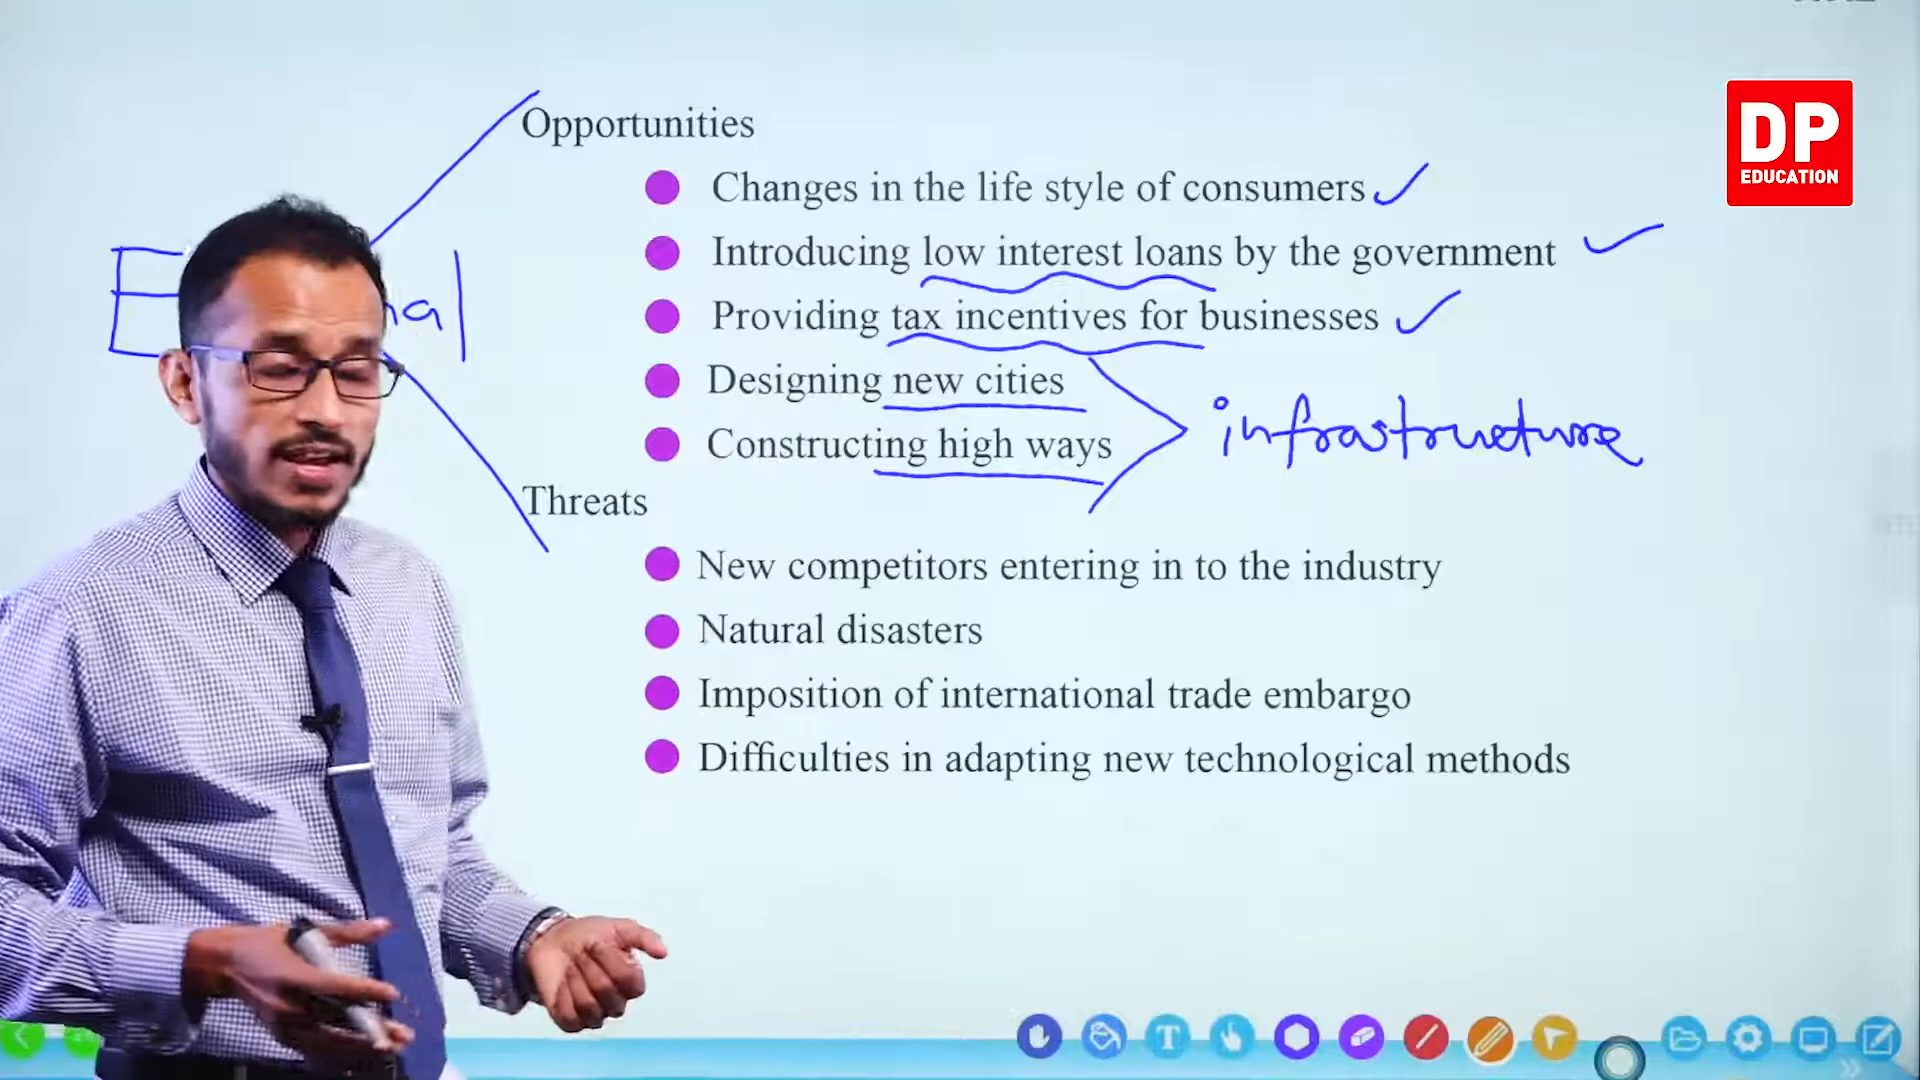 DP
EDUCATION
Opportunities
Changes in the life style of consumers
Introducing low interest loans by the government
Providing tax incentives for businesses
Designing new cities
Constructing high ways
infrastructure
Threats
New competitors entering in to the industry
Natural disasters
Imposition of international trade embargo
Difficulties in adapting new technological methods